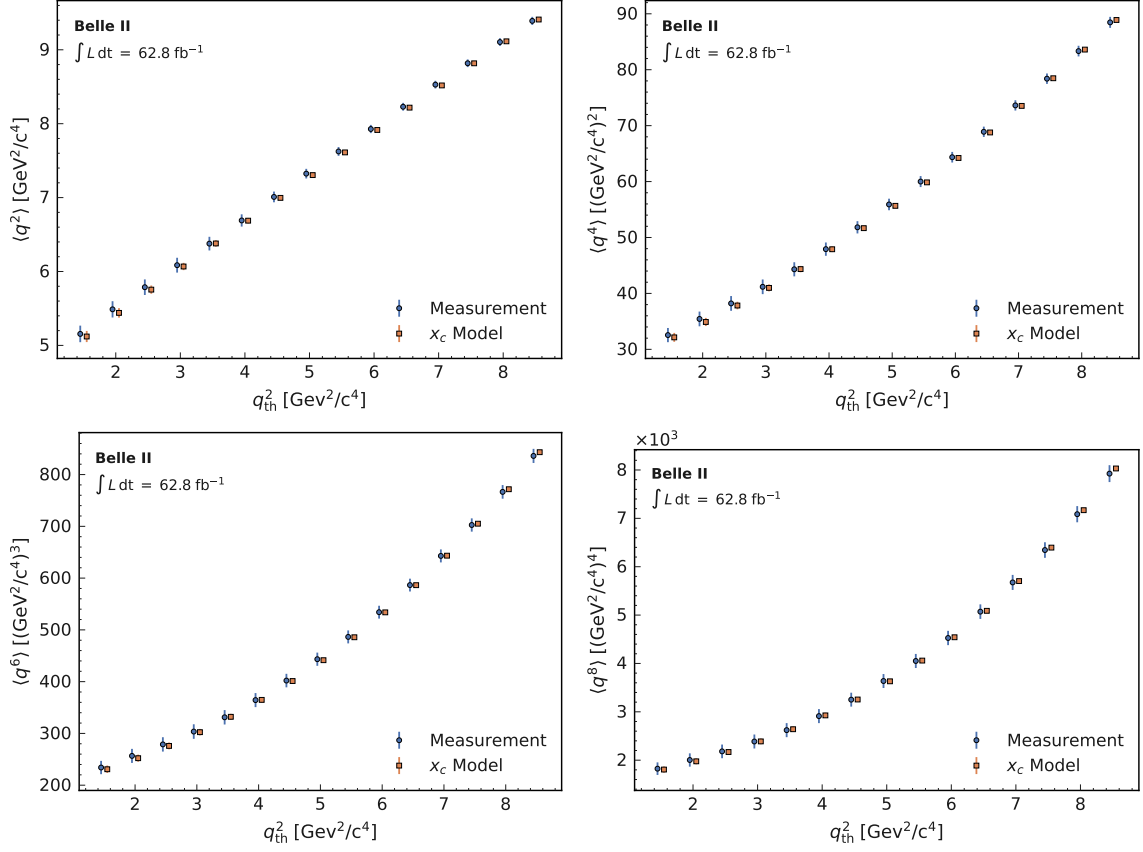 Belle II
∫ L dt = 62.8 fb⁻¹
9
8
7
6
5
⟨q²⟩ [GeV²/c⁴]
Measurement
x_c Model
2 3 4 5 6 7 8
q²_th [Gev²/c⁴]
Belle II
∫ L dt = 62.8 fb⁻¹
90
80
70
60
50
40
30
⟨q⁴⟩ [(GeV²/c⁴)²]
Measurement
x_c Model
2 3 4 5 6 7 8
q²_th [Gev²/c⁴]
Belle II
∫ L dt = 62.8 fb⁻¹
800
700
600
500
400
300
200
⟨q⁶⟩ [(GeV²/c⁴)³]
Measurement
x_c Model
2 3 4 5 6 7 8
q²_th [Gev²/c⁴]
×10³
Belle II
∫ L dt = 62.8 fb⁻¹
8
7
6
5
4
3
2
⟨q⁸⟩ [(GeV²/c⁴)⁴]
Measurement
x_c Model
2 3 4 5 6 7 8
q²_th [Gev²/c⁴]